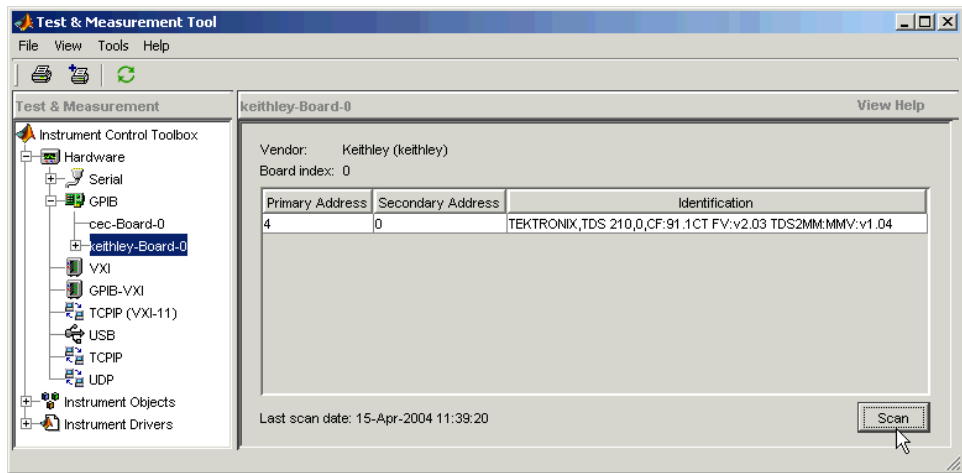 Test & Measurement Tool
File View Tools Help
Test & Measurement
Instrument Control Toolbox
Hardware
Serial
GPIB
cec-Board-0
keithley-Board-0
VXI
GPIB-VXI
TCPIP (VXI-11)
USB
TCPIP
UDP
Instrument Objects
Instrument Drivers
keithley-Board-0 View Help
Vendor: Keithley (keithley)
Board index: 0
Primary Address Secondary Address Identification
4 0 TEKTRONIX,TDS 210,0,CF:91.1CT FV:v2.03 TDS2MM:MMV:v1.04
Last scan date: 15-Apr-2004 11:39:20
Scan